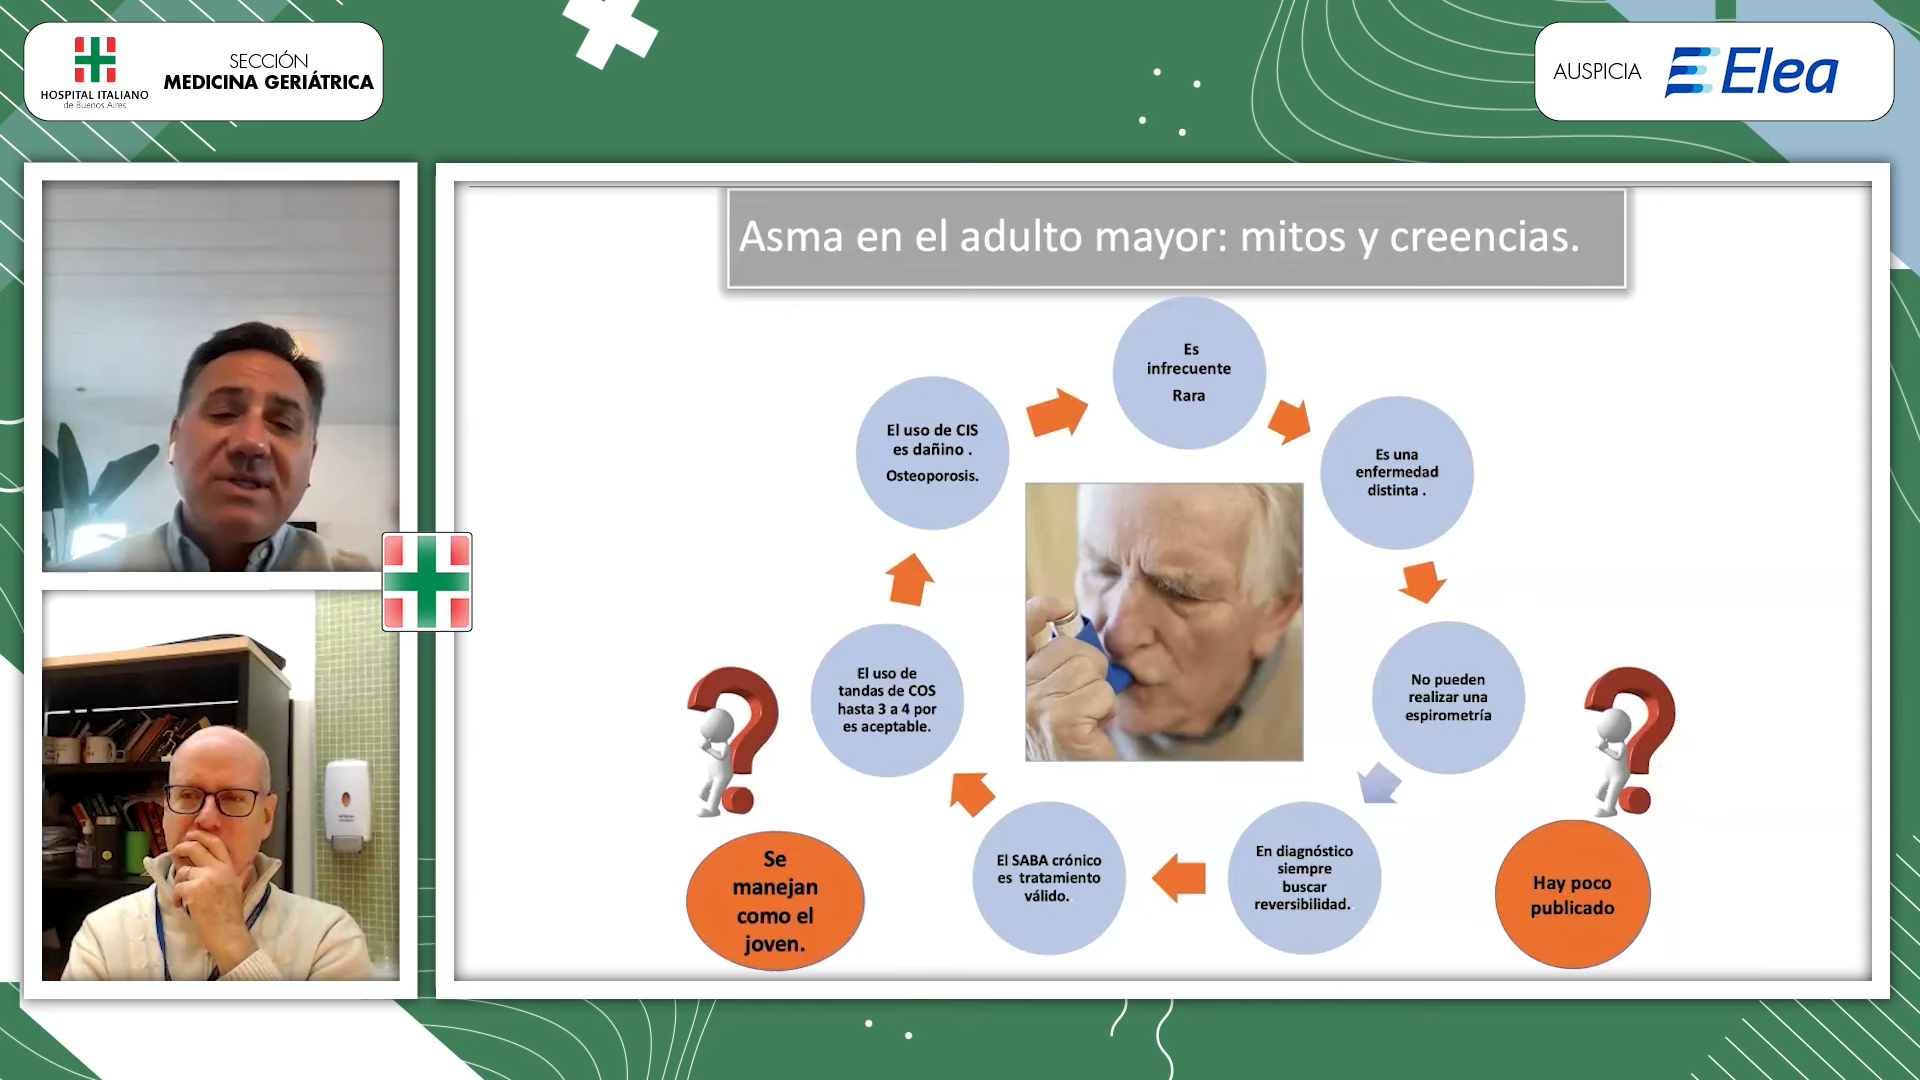 HOSPITAL ITALIANO
de Buenos Aires
SECCIÓN
MEDICINA GERIÁTRICA
AUSPICIA
Elea
Asma en el adulto mayor: mitos y creencias.
Es
infrecuente
Rara
Es una
enfermedad
distinta .
No pueden
realizar una
espirometría
En diagnóstico
siempre
buscar
reversibilidad.
El SABA crónico
es tratamiento
válido.
El uso de
tandas de COS
hasta 3 a 4 por
es aceptable.
El uso de CIS
es dañino .
Osteoporosis.
Se
manejan
como el
joven.
Hay poco
publicado